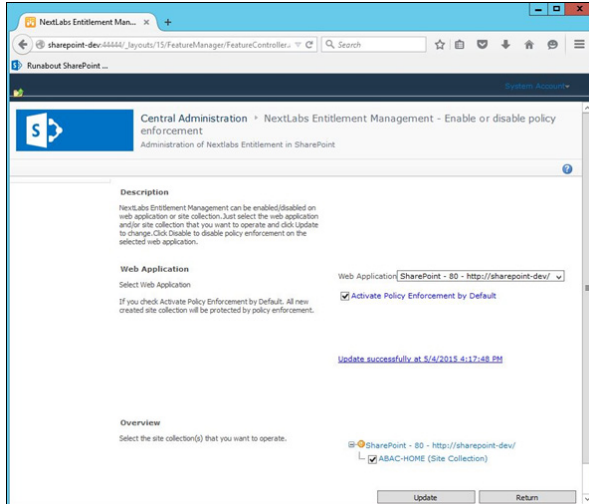 NextLabs Entitlement Man...
sharepoint-dev:44444/_layouts/15/FeatureManager/FeatureController.
Search
Runabout SharePoint ...
System Account
Central Administration NextLabs Entitlement Management - Enable or disable policy
enforcement
Administration of Nextlabs Entitlement in SharePoint
S
Description
NextLabs Entitlement Management can be enabled/disabled on
web application or site collection.Just select the web application
and/or site collection that you want to operate and click Update
to change.Click Disable to disable policy enforcement on the
selected web application.
Web Application
Select Web Application
If you check Activate Policy Enforcement by Default. All new
created site collection will be protected by policy enforcement.
Web Application SharePoint - 80 - http://sharepoint-dev/
Activate Policy Enforcement by Default
Update successfully at 5/4/2015 4:17:48 PM
Overview
Select the site collection(s) that you want to operate.
SharePoint - 80 - http://sharepoint-dev/
ABAC-HOME (Site Collection)
Update
Return